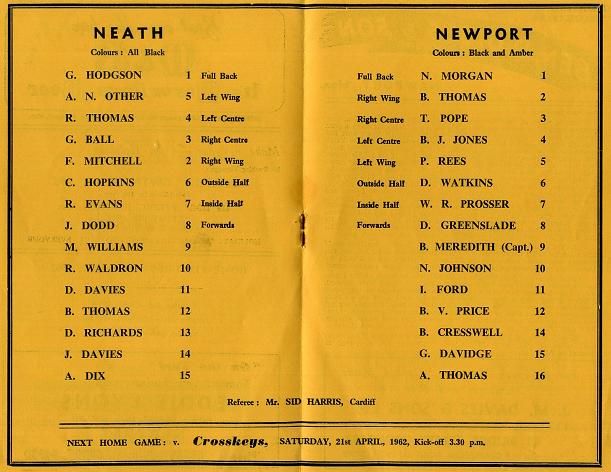 NEATH
Colours : All Black
G. HODGSON 1 Full Back
A. N. OTHER 5 Left Wing
R. THOMAS 4 Left Centre
G. BALL 3 Right Centre
F. MITCHELL 2 Right Wing
C. HOPKINS 6 Outside Half
R. EVANS 7 Inside Half
J. DODD 8 Forwards
M. WILLIAMS 9
R. WALDRON 10
D. DAVIES 11
B. THOMAS 12
D. RICHARDS 13
J. DAVIES 14
A. DIX 15
NEWPORT
Colours : Black and Amber
Full Back N. MORGAN 1
Right Wing B. THOMAS 2
Right Centre T. POPE 3
Left Centre B. J. JONES 4
Left Wing P. REES 5
Outside Half D. WATKINS 6
Inside Half W. R. PROSSER 7
Forwards D. GREENSLADE 8
B. MEREDITH (Capt.) 9
N. JOHNSON 10
I. FORD 11
B. V. PRICE 12
B. CRESSWELL 14
G. DAVIDGE 15
A. THOMAS 16
Referee : Mr. SID HARRIS, Cardiff
NEXT HOME GAME : v. Crosskeys, SATURDAY, 21st APRIL, 1962, Kick-off 3.30 p.m.